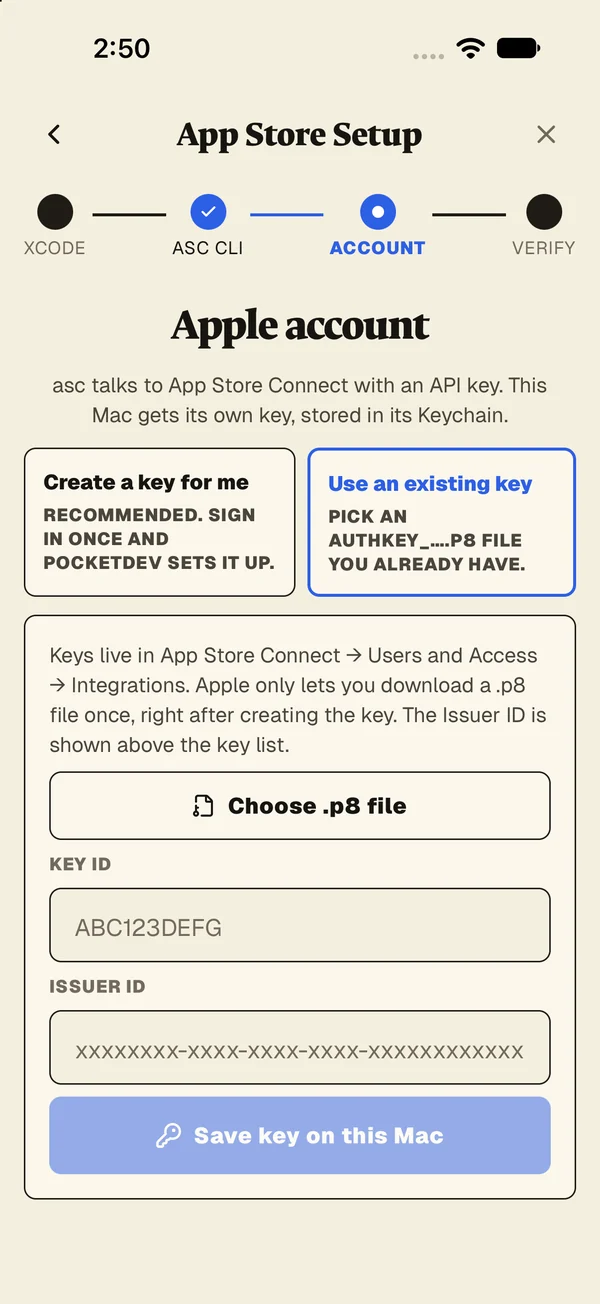 2:50
App Store Setup
XCODE
ASC CLI
ACCOUNT
VERIFY
Apple account
asc talks to App Store Connect with an API key. This
Mac gets its own key, stored in its Keychain.
Create a key for me
RECOMMENDED. SIGN
IN ONCE AND
POCKETDEV SETS IT UP.
Use an existing key
PICK AN
AUTHKEY_….P8 FILE
YOU ALREADY HAVE.
Keys live in App Store Connect → Users and Access
→ Integrations. Apple only lets you download a .p8
file once, right after creating the key. The Issuer ID is
shown above the key list.
Choose .p8 file
KEY ID
ABC123DEFG
ISSUER ID
xxxxxxxx-xxxx-xxxx-xxxx-xxxxxxxxxxxx
Save key on this Mac